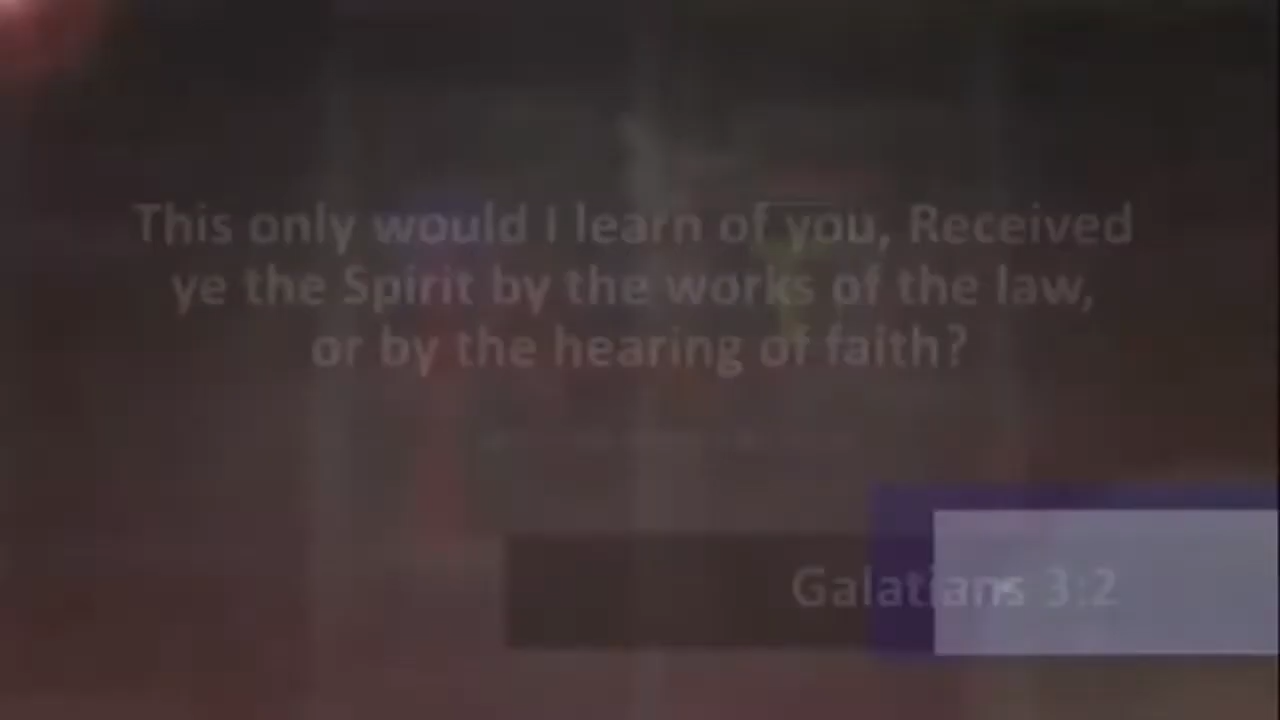 This only would I learn of you, Received
ye the Spirit by the works of the law,
or by the hearing of faith?
Galatians 3:2